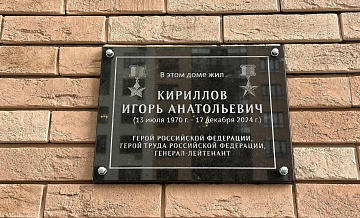 В этом доме жил
КИРИЛЛОВ
ИГОРЬ АНАТОЛЬЕВИЧ
(13 июля 1970 г. - 17 декабря 2024 г.)
ГЕРОЙ РОССИЙСКОЙ ФЕДЕРАЦИИ,
ГЕРОЙ ТРУДА РОССИЙСКОЙ ФЕДЕРАЦИИ,
ГЕНЕРАЛ-ЛЕЙТЕНАНТ